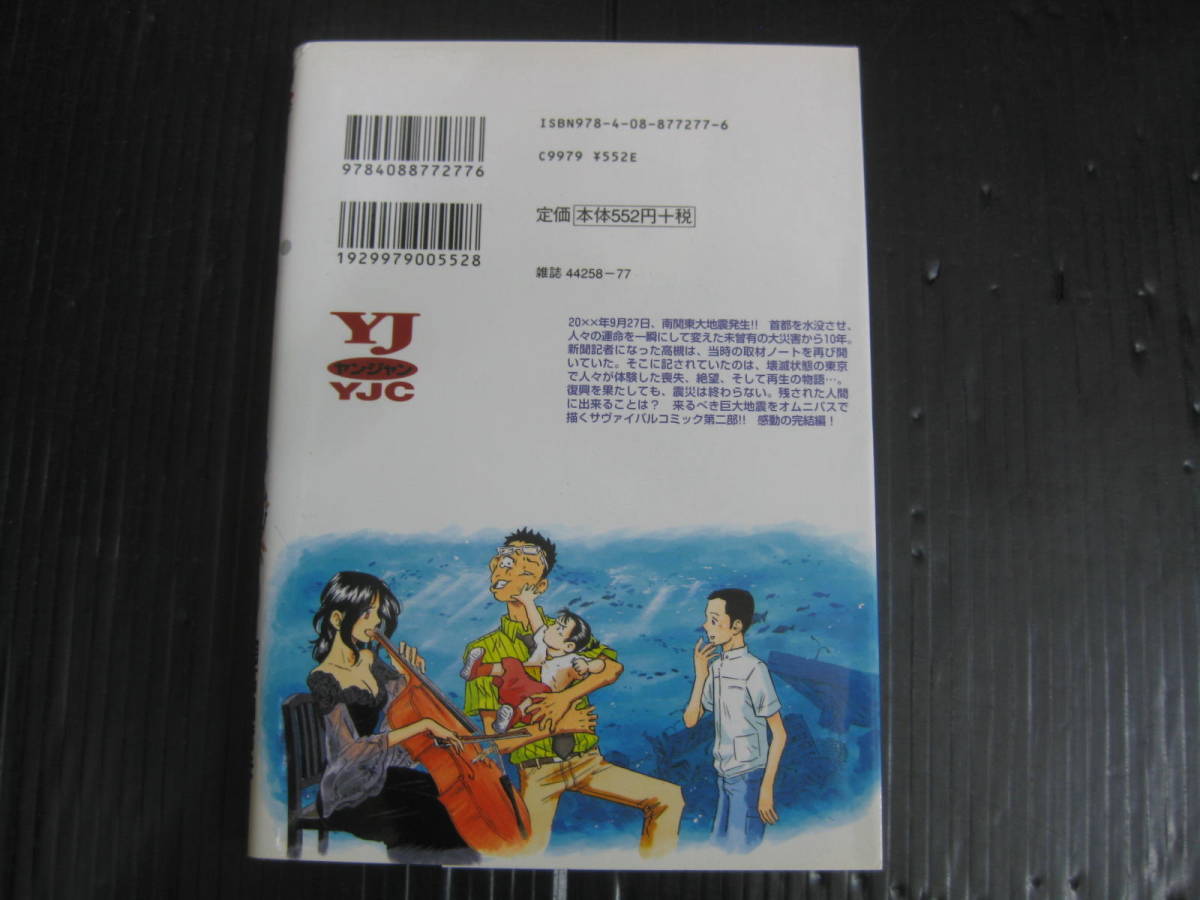 ISBN978-4-08-877277-6
9784088772776
C9979 ¥552E
定価 本体552円+税
1929979005528
雑誌 44258-77
YJ
ヤンジャン
YJC
20××年9月27日、南関東大地震発生!! 首都を水没させ、
人々の運命を一瞬にして変えた未曾有の大災害から10年。
新聞記者になった高槻は、当時の取材ノートを再び開
いていた。そこに記されていたのは、壊滅状態の東京
で人々が体験した喪失、絶望、そして再生の物語…。
復興を果たしても、震災は終わらない。残された人間
に出来ることは? 来るべき巨大地震をオムニバスで
描くサヴァイバルコミック第二部!! 感動の完結編!